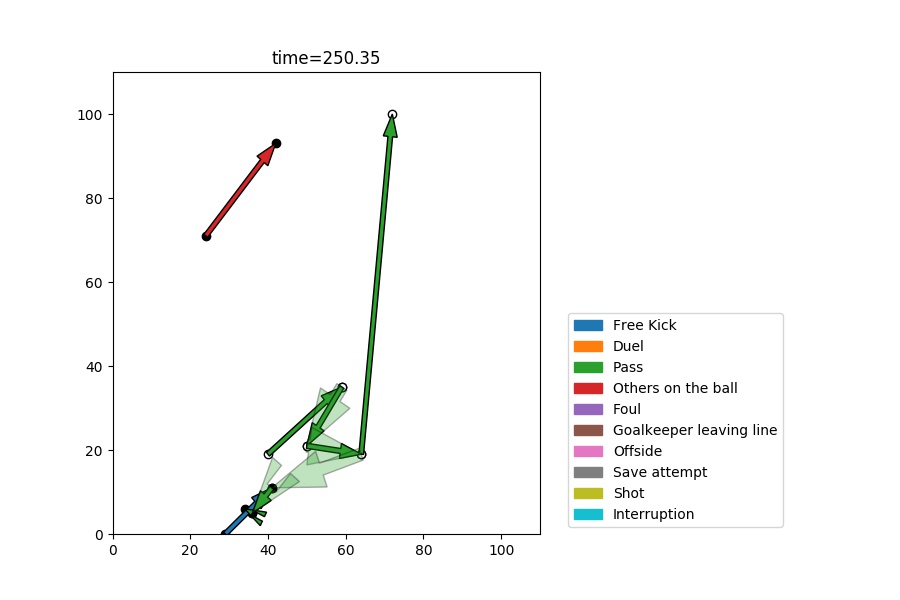 time=250.35
100
80
60
40
20
0
0 20 40 60 80 100
Free Kick
Duel
Pass
Others on the ball
Foul
Goalkeeper leaving line
Offside
Save attempt
Shot
Interruption